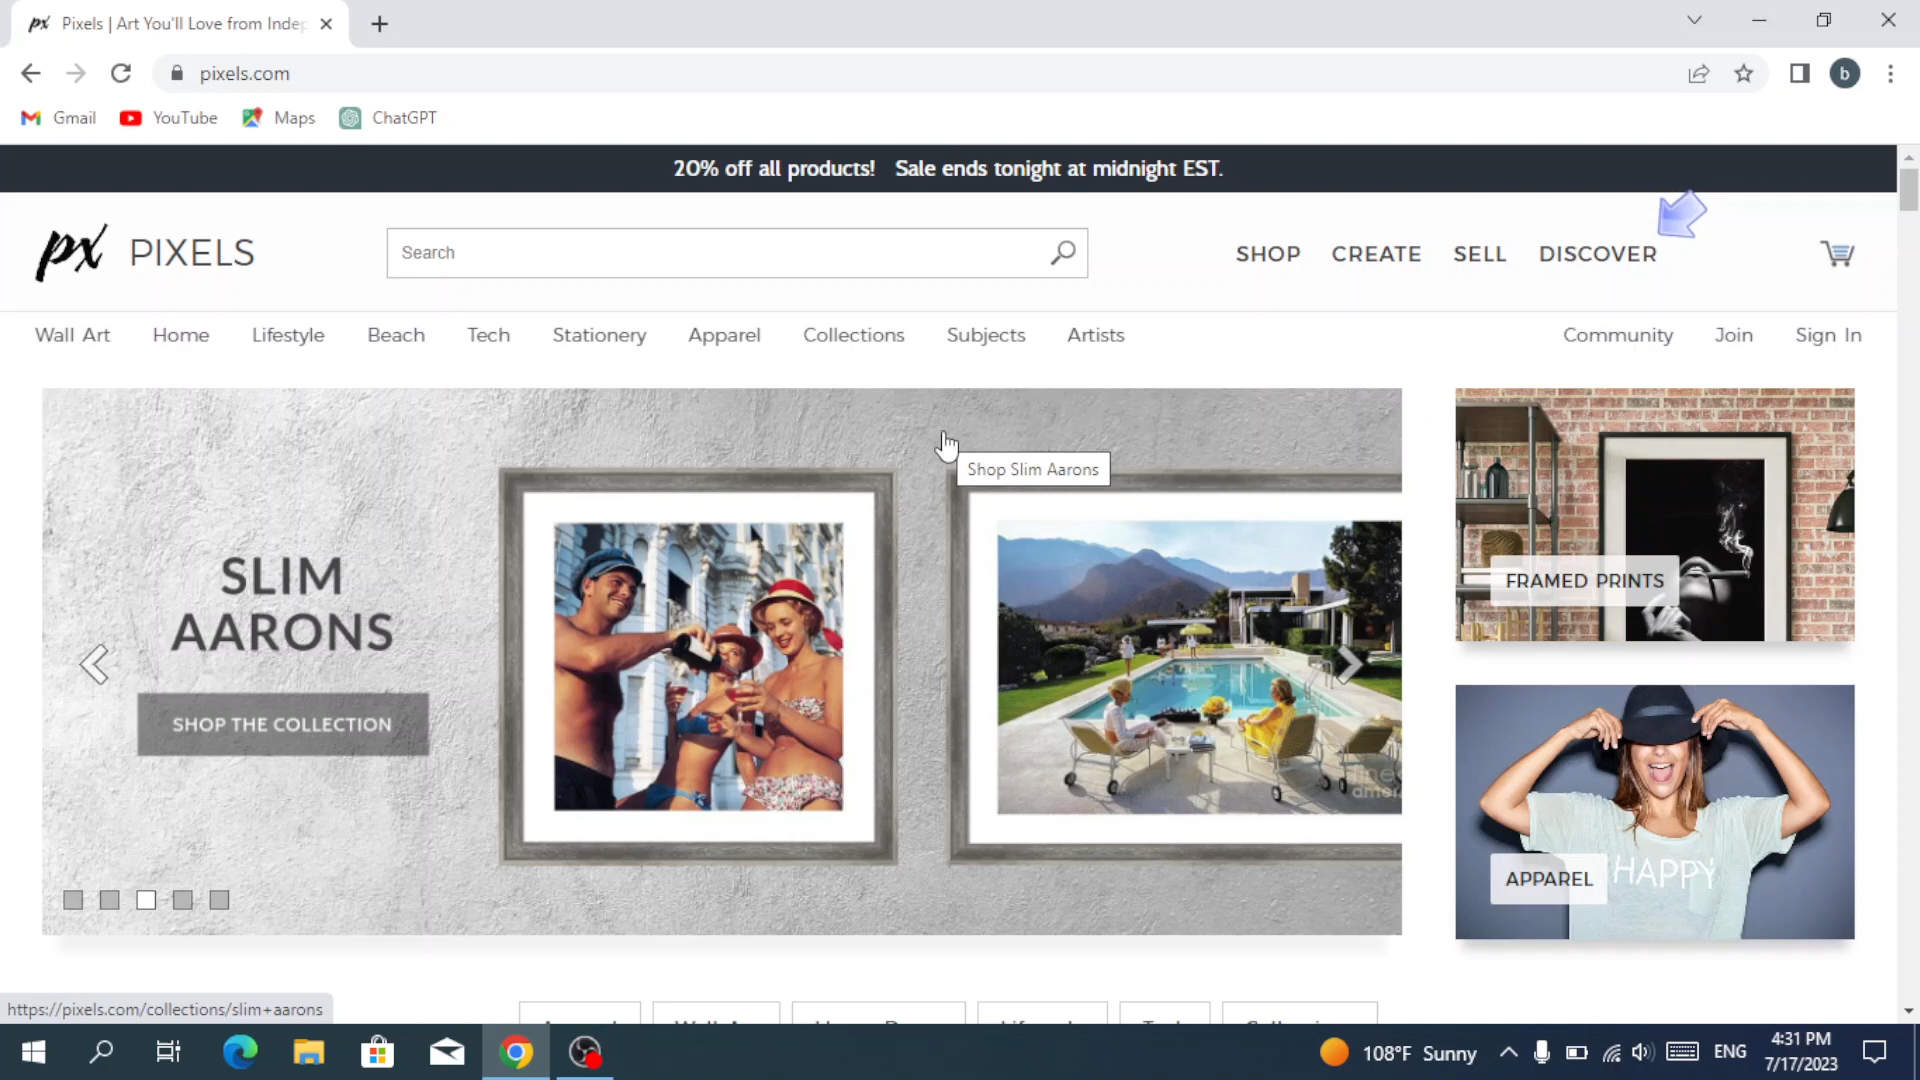 px Pixels | Art You'll Love from Indep
pixels.com
b
Gmail YouTube Maps ChatGPT
20% off all products! Sale ends tonight at midnight EST.
px PIXELS
Search
SHOP CREATE SELL DISCOVER
Wall Art Home Lifestyle Beach Tech Stationery Apparel Collections Subjects Artists Community Join Sign In
Shop Slim Aarons
SLIM
AARONS
SHOP THE COLLECTION
FRAMED PRINTS
HAPPY
APPAREL
https://pixels.com/collections/slim+aarons
108°F Sunny
ENG
4:31 PM
7/17/2023